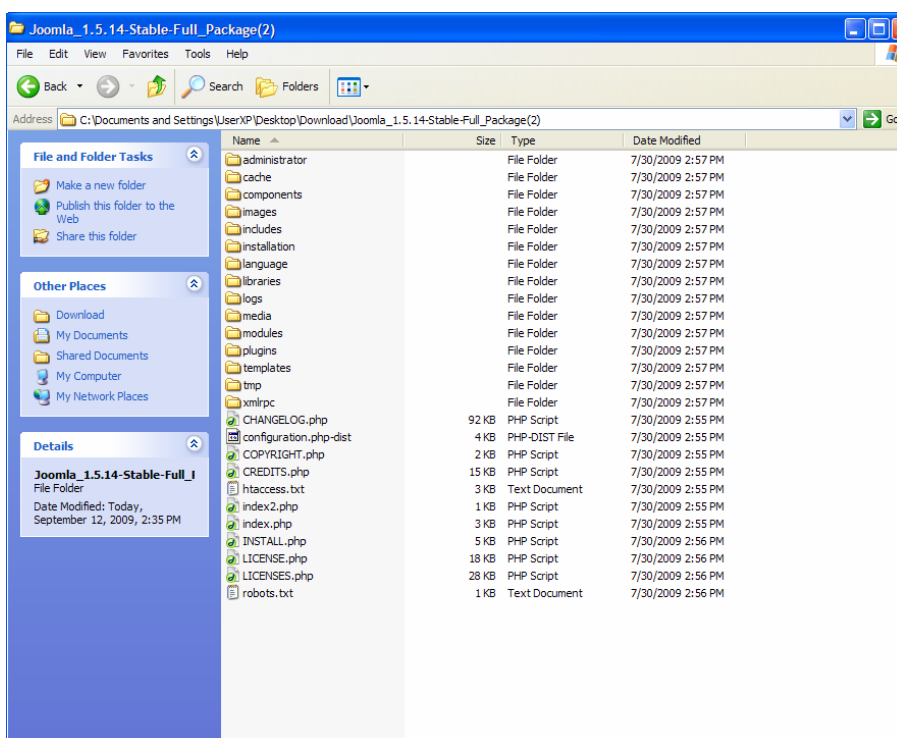 Joomla_1.5.14-Stable-Full_Package(2)
File Edit View Favorites Tools Help
Back Search Folders
Address C:\Documents and Settings\UserXP\Desktop\Download\Joomla_1.5.14-Stable-Full_Package(2) Go
Name Size Type Date Modified
File and Folder Tasks
Make a new folder
Publish this folder to the
Web
Share this folder
Other Places
Download
My Documents
Shared Documents
My Computer
My Network Places
Details
Joomla_1.5.14-Stable-Full_
File Folder
Date Modified: Today,
September 12, 2009, 2:35 PM
administrator File Folder 7/30/2009 2:57 PM
cache File Folder 7/30/2009 2:57 PM
components File Folder 7/30/2009 2:57 PM
images File Folder 7/30/2009 2:57 PM
includes File Folder 7/30/2009 2:57 PM
installation File Folder 7/30/2009 2:57 PM
language File Folder 7/30/2009 2:57 PM
libraries File Folder 7/30/2009 2:57 PM
logs File Folder 7/30/2009 2:57 PM
media File Folder 7/30/2009 2:57 PM
modules File Folder 7/30/2009 2:57 PM
plugins File Folder 7/30/2009 2:57 PM
templates File Folder 7/30/2009 2:57 PM
tmp File Folder 7/30/2009 2:57 PM
xmlrpc File Folder 7/30/2009 2:57 PM
CHANGELOG.php 92 KB PHP Script 7/30/2009 2:55 PM
configuration.php-dist 4 KB PHP-DIST File 7/30/2009 2:55 PM
COPYRIGHT.php 2 KB PHP Script 7/30/2009 2:55 PM
CREDITS.php 15 KB PHP Script 7/30/2009 2:55 PM
htaccess.txt 3 KB Text Document 7/30/2009 2:55 PM
index2.php 1 KB PHP Script 7/30/2009 2:55 PM
index.php 3 KB PHP Script 7/30/2009 2:55 PM
INSTALL.php 5 KB PHP Script 7/30/2009 2:56 PM
LICENSE.php 18 KB PHP Script 7/30/2009 2:56 PM
LICENSES.php 28 KB PHP Script 7/30/2009 2:56 PM
robots.txt 1 KB Text Document 7/30/2009 2:56 PM